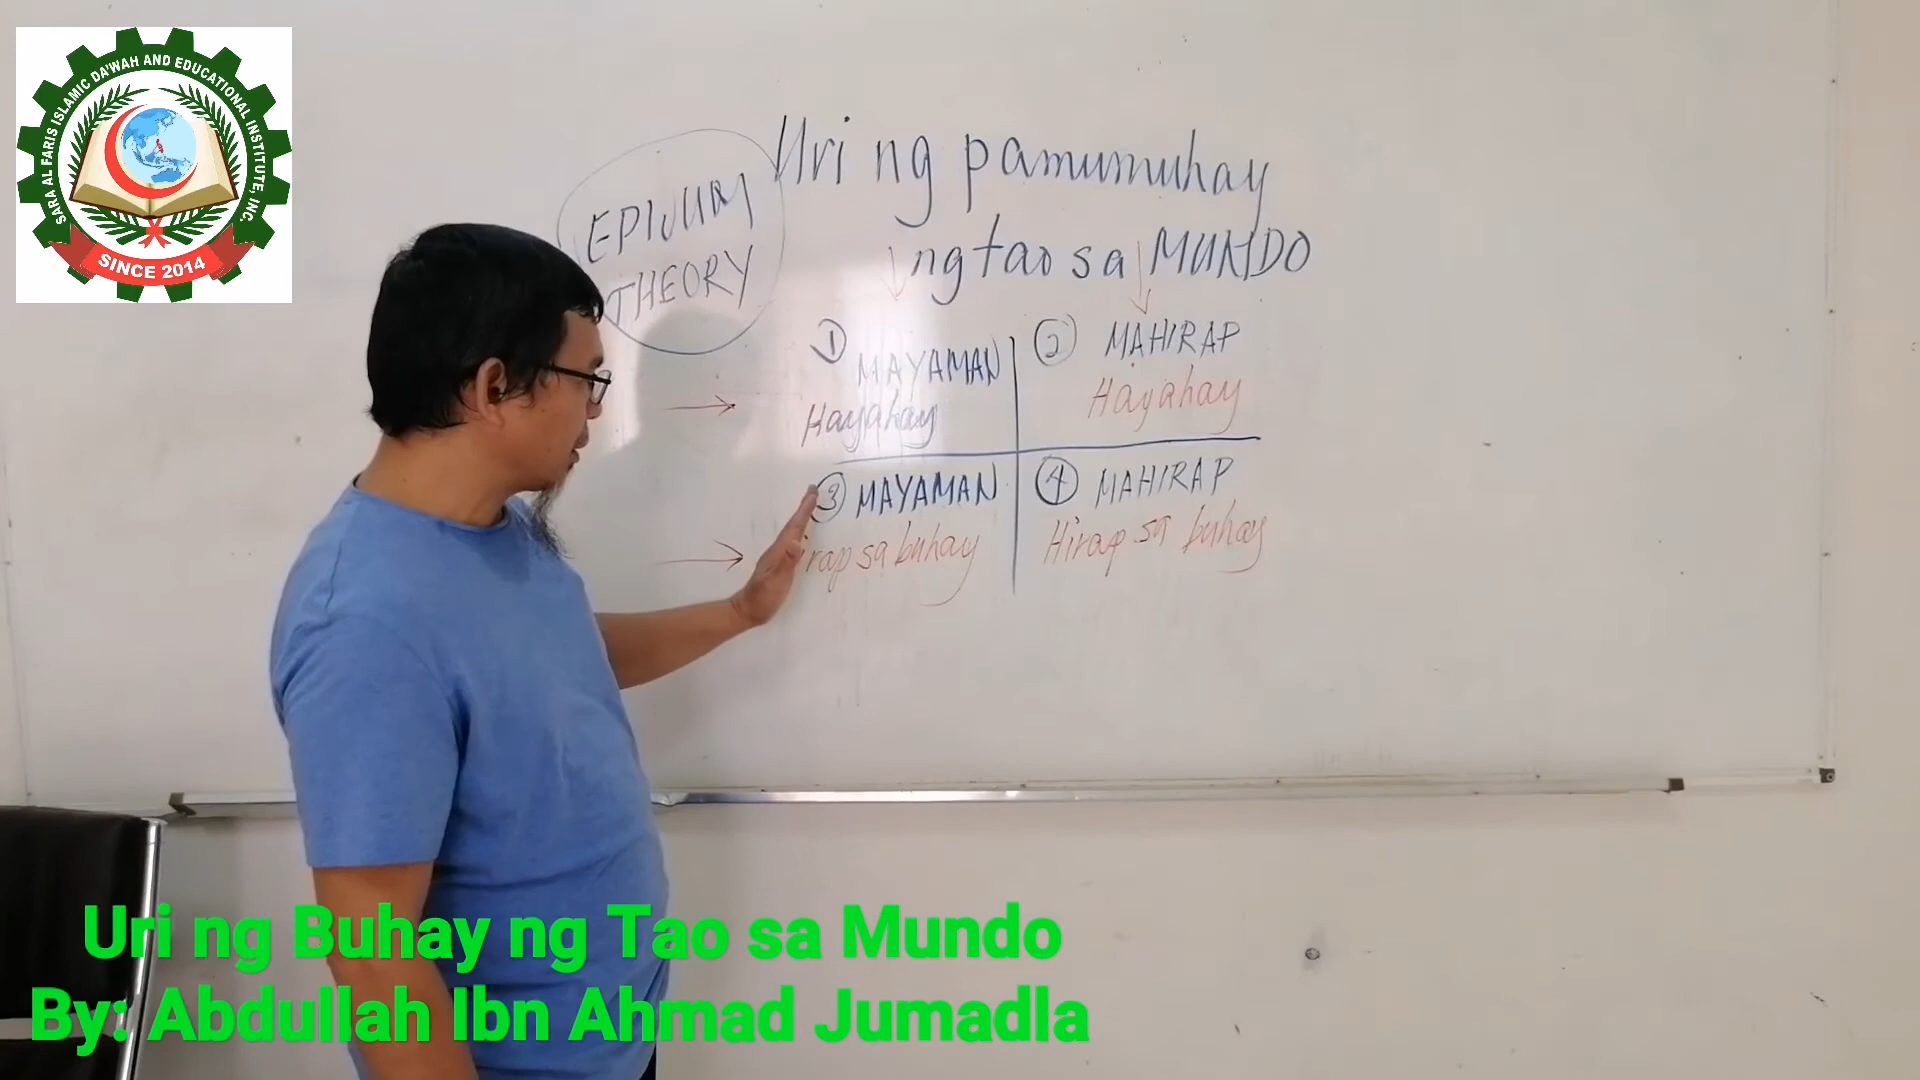 SARA AL FARIS ISLAMIC DA'WAH AND EDUCATIONAL INSTITUTE, INC.
SINCE 2014
THEORY
Uri ng pamumuhay
ng tao sa MUNDO
1 MAYAMAN
Hayahay
2 MAHIRAP
Hayahay
3 MAYAMAN
irap sa buhay
4 MAHIRAP
Hirap sa buhay
Uri ng Buhay ng Tao sa Mundo
By: Abdullah Ibn Ahmad Jumadla